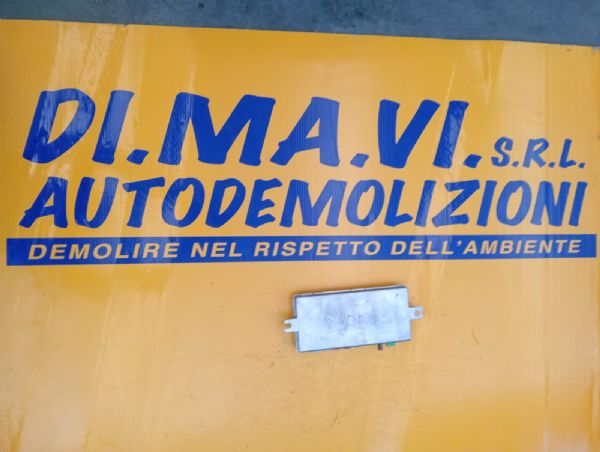 DI.MA.VI. S.R.L.
AUTODEMOLIZIONI
DEMOLIRE NEL RISPETTO DELL'AMBIENTE